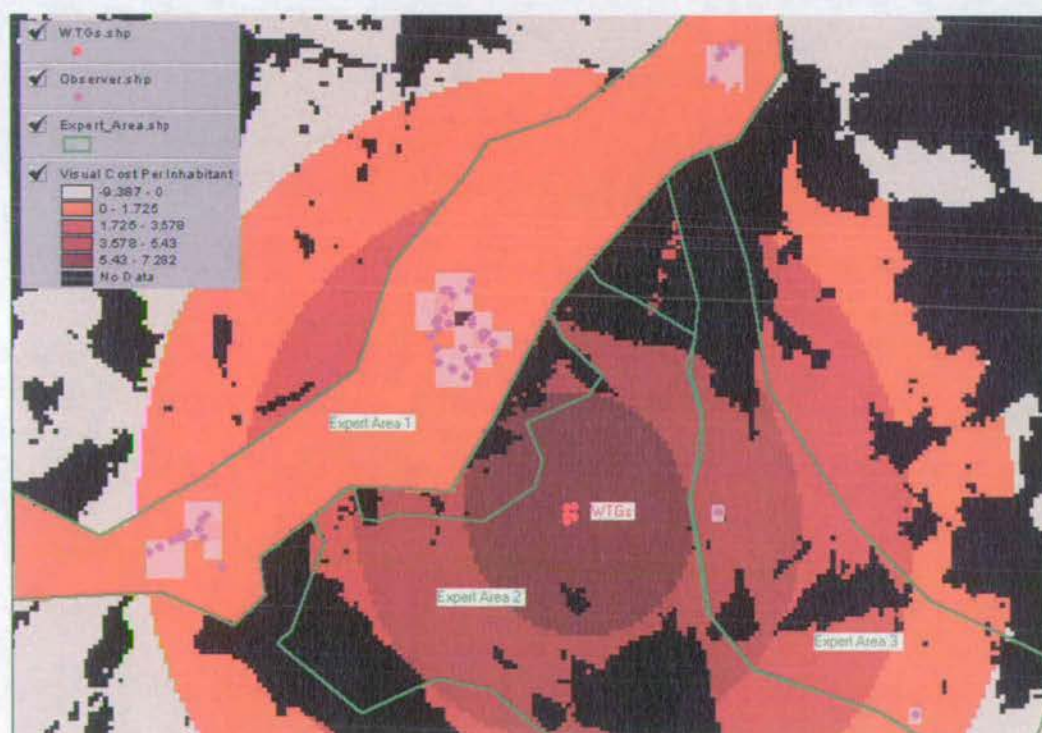 WTGs.shp
Observer.shp
Expert_Area.shp
Visual Cost Per Inhabitant
-9.387 - 0
0 - 1.725
1.725 - 3.578
3.578 - 5.43
5.43 - 7.282
No Data
Expert Area 1
WTGs
Expert Area 2
Expert Area 3